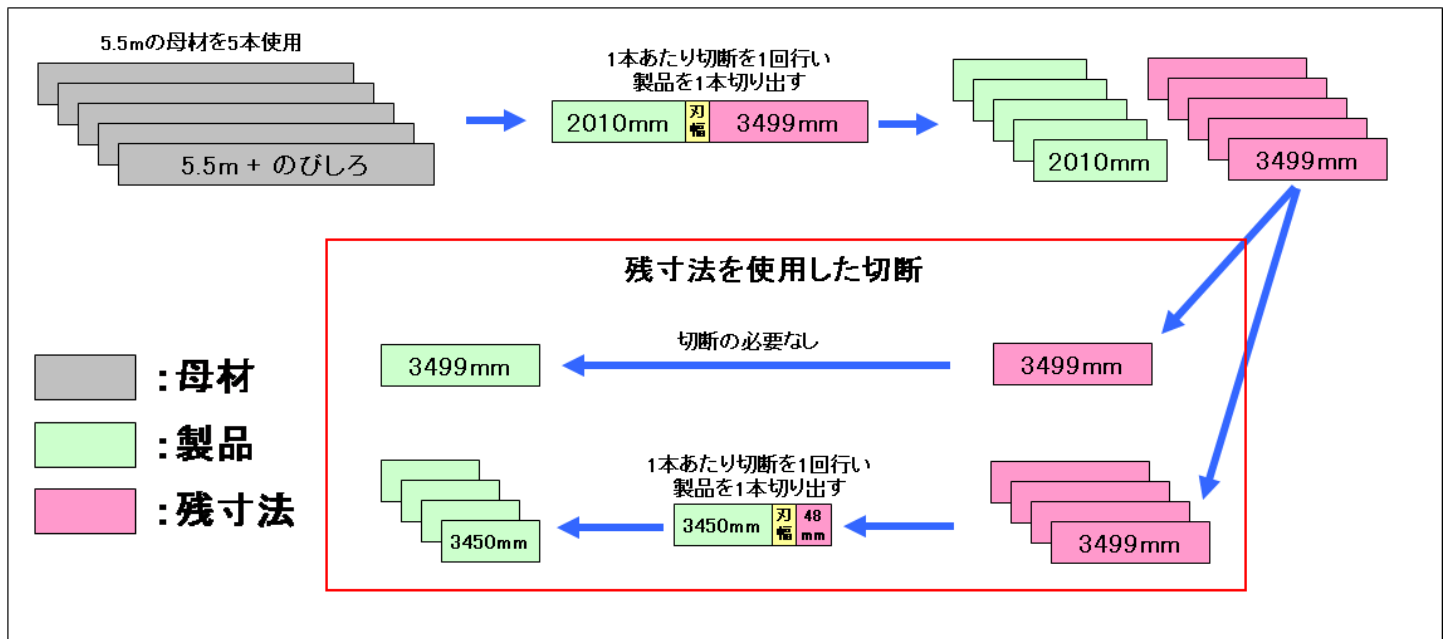 5.5mの母材を5本使用
5.5m + のびしろ
1本あたり切断を1回行い
製品を1本切り出す
2010mm
刃
幅
3499mm
2010mm
3499mm
残寸法を使用した切断
3499mm
切断の必要なし
3499mm
1本あたり切断を1回行い
製品を1本切り出す
3450mm
3450mm
刃
幅
48
mm
3499mm
:母材
:製品
:残寸法